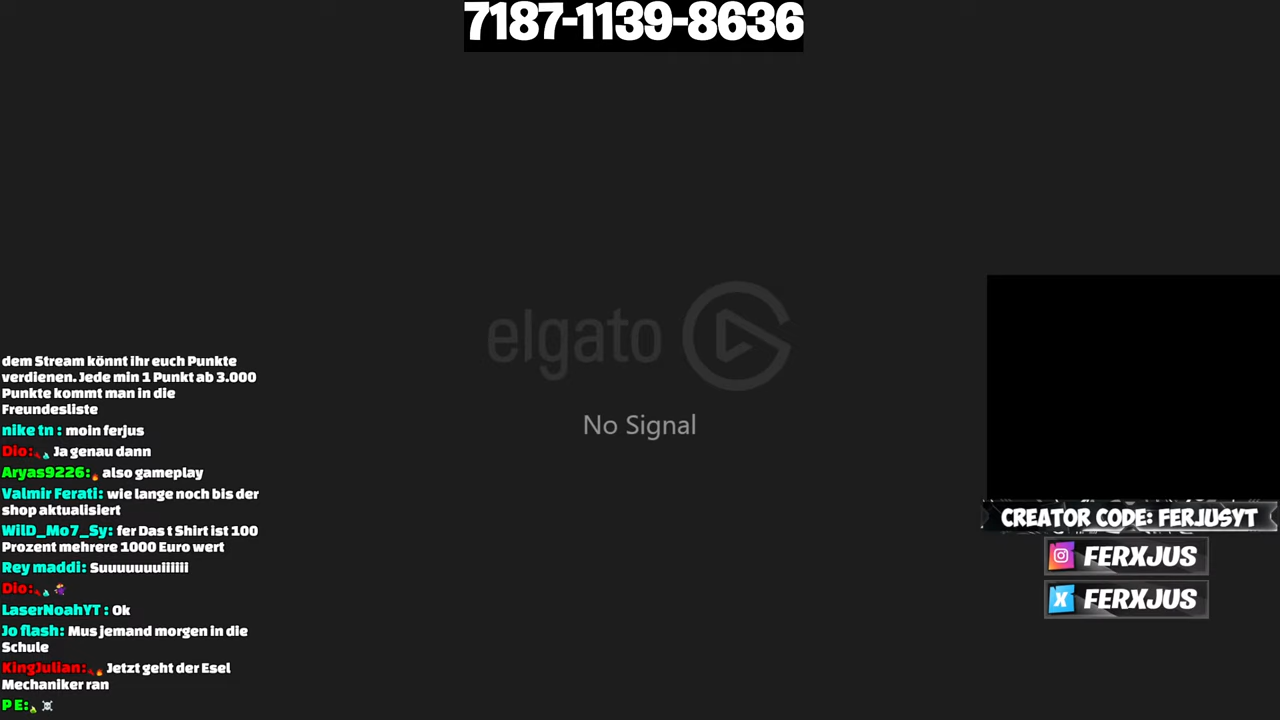 7187-1139-8636
elgato
No Signal
dem Stream könnt ihr euch Punkte
verdienen. Jede min 1 Punkt ab 3.000
Punkte kommt man in die
Freundesliste
nike tn : moin ferjus
Dio: Ja genau dann
Aryas9226: also gameplay
Valmir Ferati: wie lange noch bis der
shop aktualisiert
WilD_Mo7_Sy: fer Das t Shirt ist 100
Prozent mehrere 1000 Euro wert
Rey maddi: Suuuuuuuiiiiii
Dio:
LaserNoahYT : Ok
Jo flash: Mus jemand morgen in die
Schule
KingJulian: Jetzt geht der Esel
Mechaniker ran
P E:
CREATOR CODE: FERJUSYT
FERXJUS
X FERXJUS